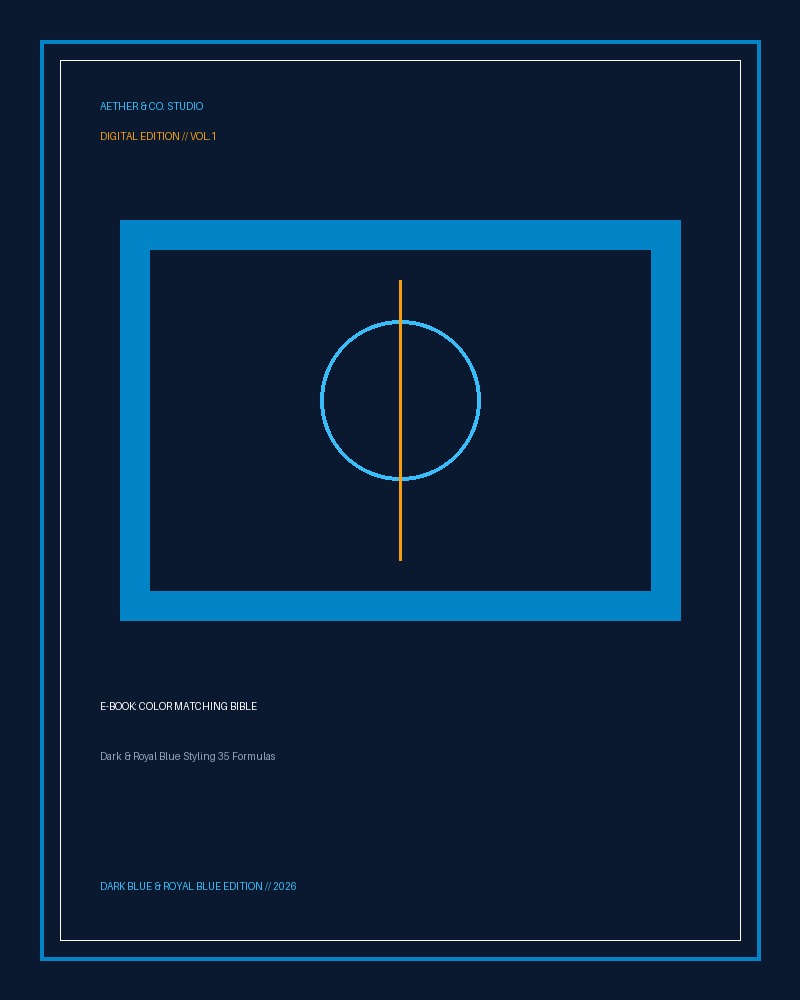 AETHER & CO. STUDIO
DIGITAL EDITION // VOL.1
E-BOOK: COLOR MATCHING BIBLE
Dark & Royal Blue Styling 35 Formulas
DARK BLUE & ROYAL BLUE EDITION // 2026